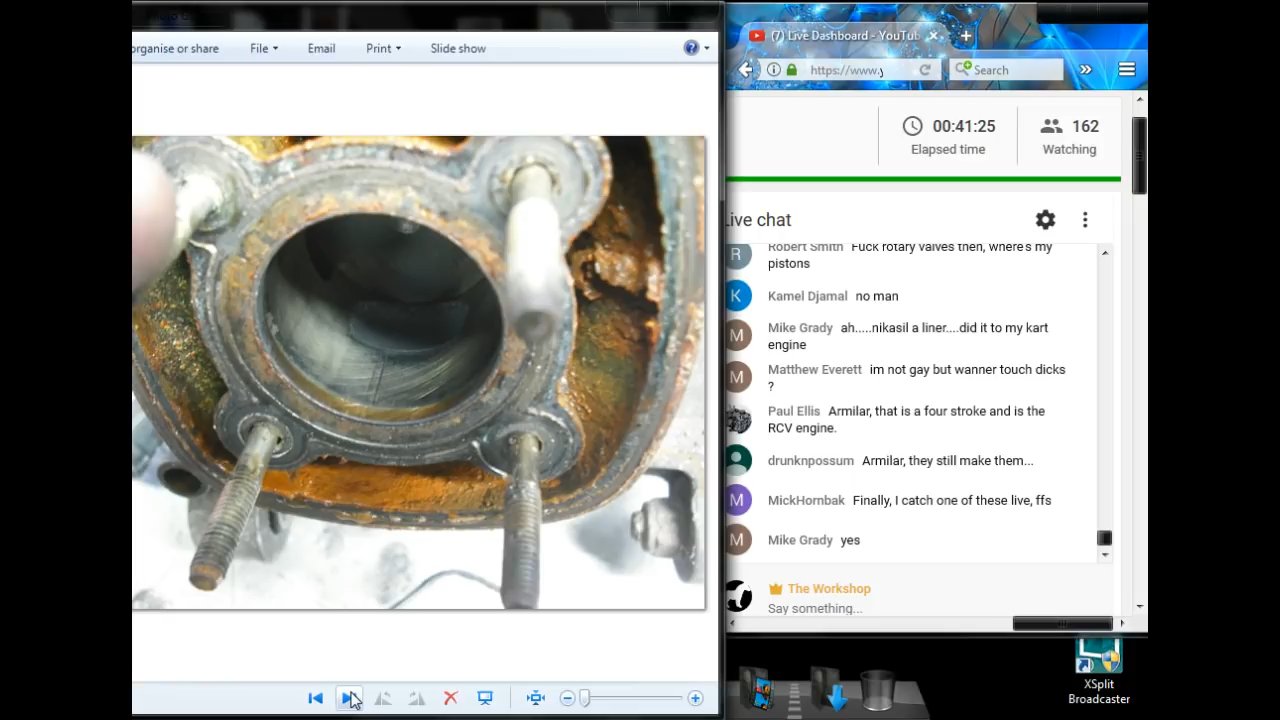 organise or share File Email Print Slide show
(7) Live Dashboard - YouTub
https://www.y Search
00:41:25 162
Elapsed time Watching
Live chat
R Robert Smith Fuck rotary valves then, where's my
pistons
K Kamel Djamal no man
M Mike Grady ah.....nikasil a liner....did it to my kart
engine
M Matthew Everett im not gay but wanner touch dicks
?
Paul Ellis Armilar, that is a four stroke and is the
RCV engine.
drunknpossum Armilar, they still make them...
M MickHornbak Finally, I catch one of these live, ffs
M Mike Grady yes
The Workshop
Say something...
XSplit
Broadcaster